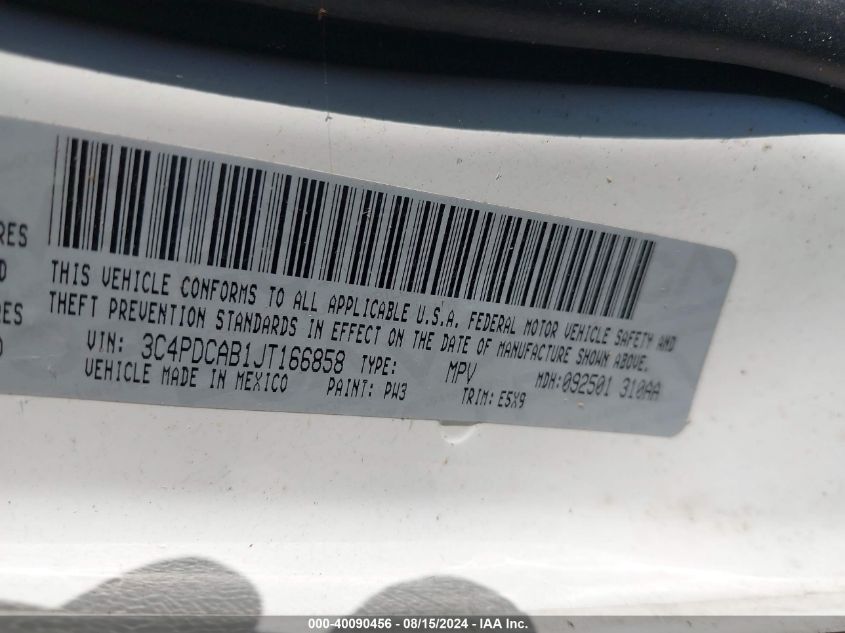 RES
D
RES
THIS VEHICLE CONFORMS TO ALL APPLICABLE U.S.A. FEDERAL MOTOR VEHICLE SAFETY AND
THEFT PREVENTION STANDARDS IN EFFECT ON THE DATE OF MANUFACTURE SHOWN ABOVE.
VIN: 3C4PDCAB1JT166858 TYPE: MPV MDH:092501 310AA
VEHICLE MADE IN MEXICO PAINT: PW3 TRIM: E5X9
000-40090456 - 08/15/2024 - IAA Inc.